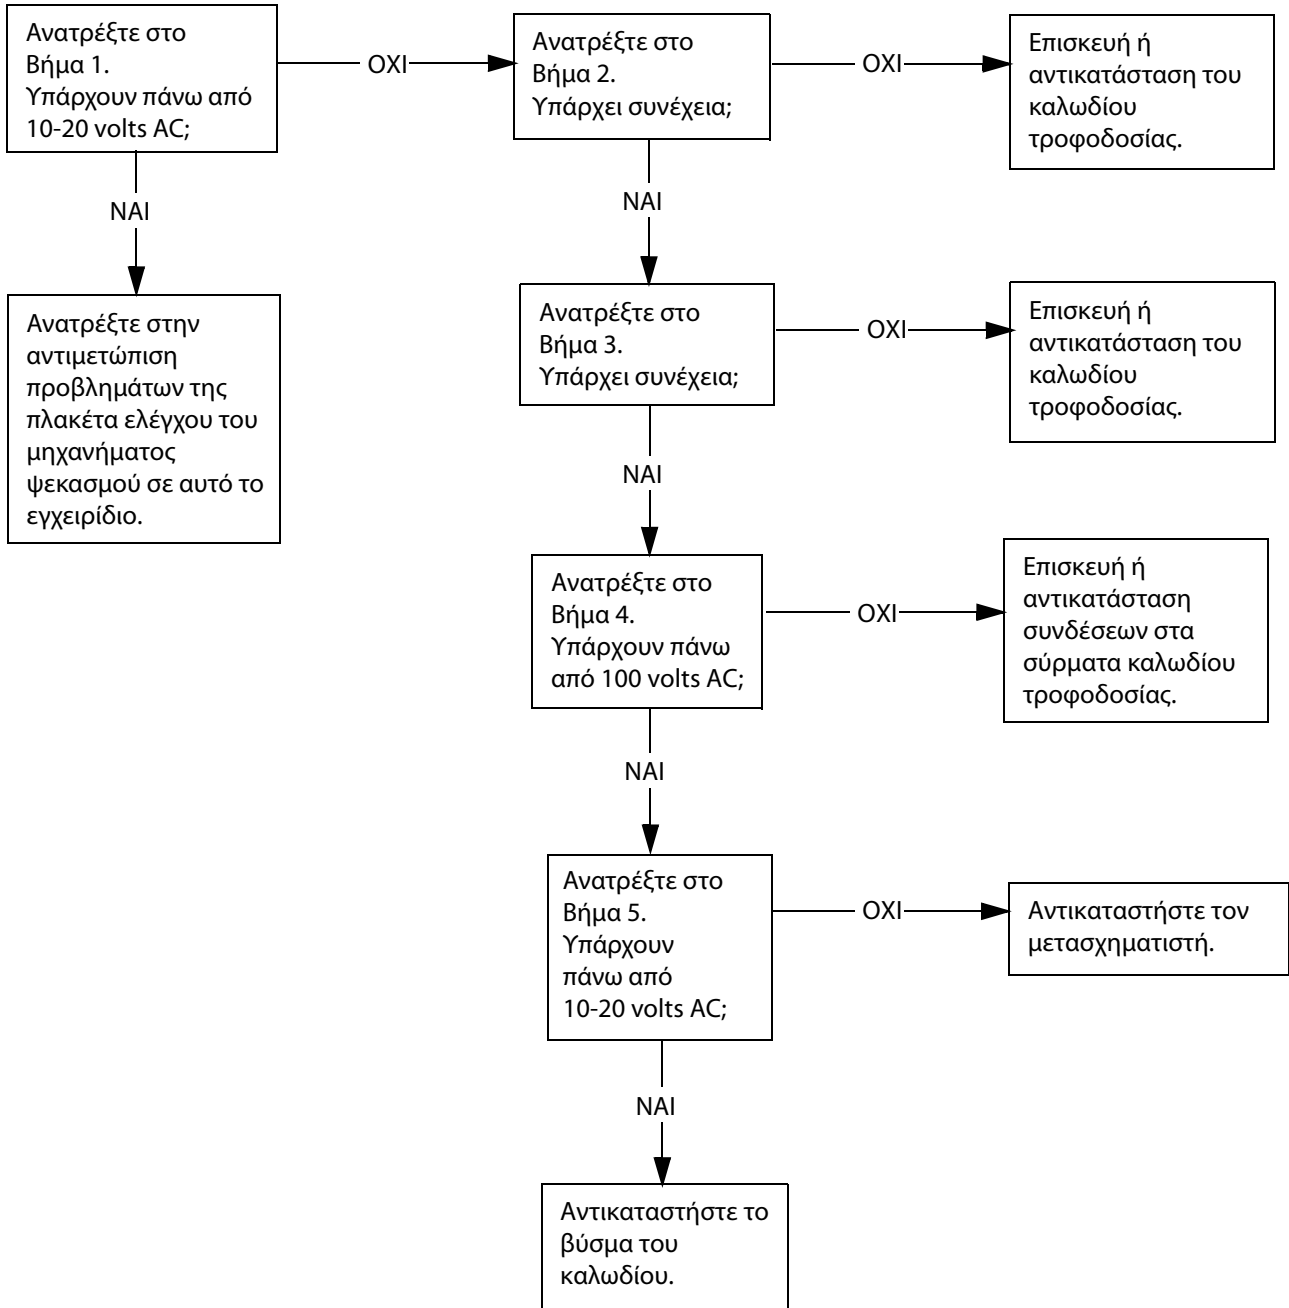 Ανατρέξτε στο
Βήμα 1.
Υπάρχουν πάνω από
10-20 volts AC;
ΟΧΙ
Ανατρέξτε στο
Βήμα 2.
Υπάρχει συνέχεια;
ΟΧΙ
Επισκευή ή
αντικατάσταση του
καλωδίου
τροφοδοσίας.
ΝΑΙ
Ανατρέξτε στην
αντιμετώπιση
προβλημάτων της
πλακέτα ελέγχου του
μηχανήματος
ψεκασμού σε αυτό το
εγχειρίδιο.
ΝΑΙ
Ανατρέξτε στο
Βήμα 3.
Υπάρχει συνέχεια;
ΟΧΙ
Επισκευή ή
αντικατάσταση του
καλωδίου
τροφοδοσίας.
ΝΑΙ
Ανατρέξτε στο
Βήμα 4.
Υπάρχουν πάνω
από 100 volts AC;
ΟΧΙ
Επισκευή ή
αντικατάσταση
συνδέσεων στα
σύρματα καλωδίου
τροφοδοσίας.
ΝΑΙ
Ανατρέξτε στο
Βήμα 5.
Υπάρχουν
πάνω από
10-20 volts AC;
ΟΧΙ
Αντικαταστήστε τον
μετασχηματιστή.
ΝΑΙ
Αντικαταστήστε το
βύσμα του
καλωδίου.